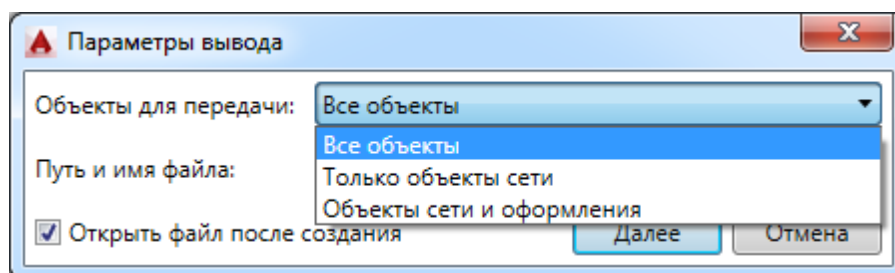 Параметры вывода
Объекты для передачи: Все объекты
Все объекты
Путь и имя файла:
Только объекты сети
Объекты сети и оформления
Открыть файл после создания Далее Отмена